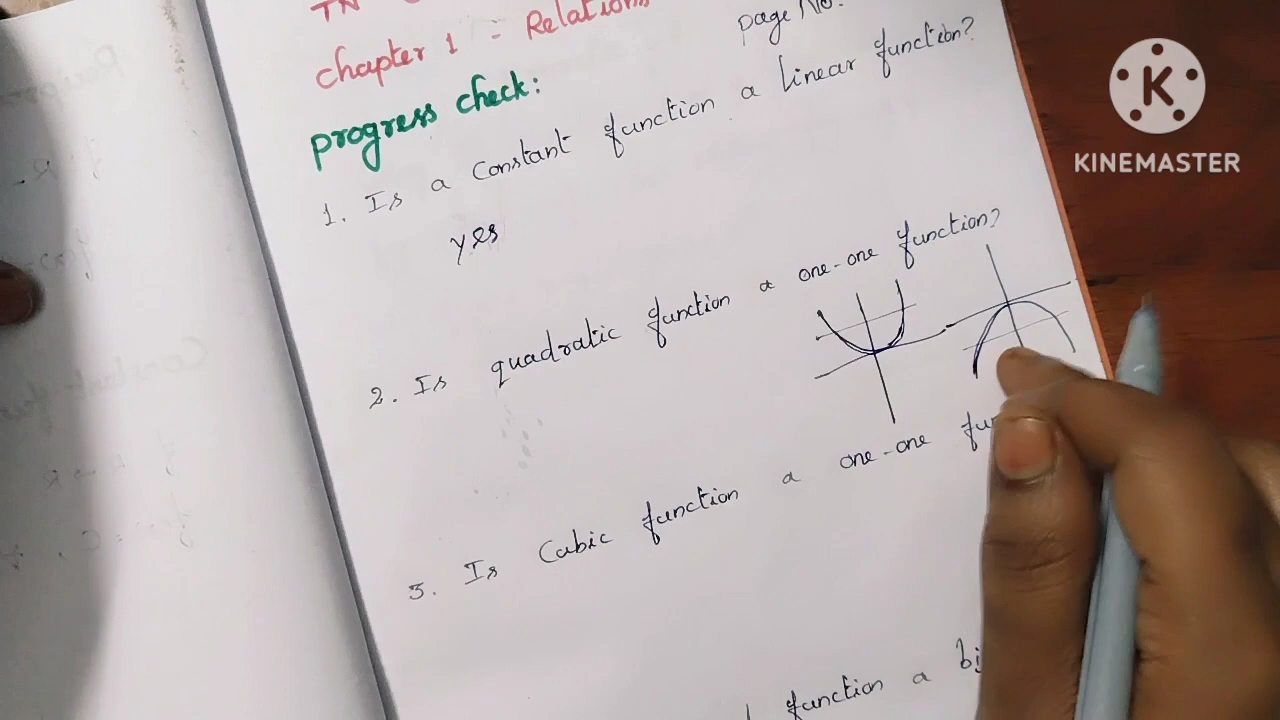 TN
chapter 1 - Relations
page No.
progress check:
1. Is a constant function a linear function?
yes
2. Is quadratic function a one-one function?
3. Is Cubic function a one-one
function a
K
KINEMASTER